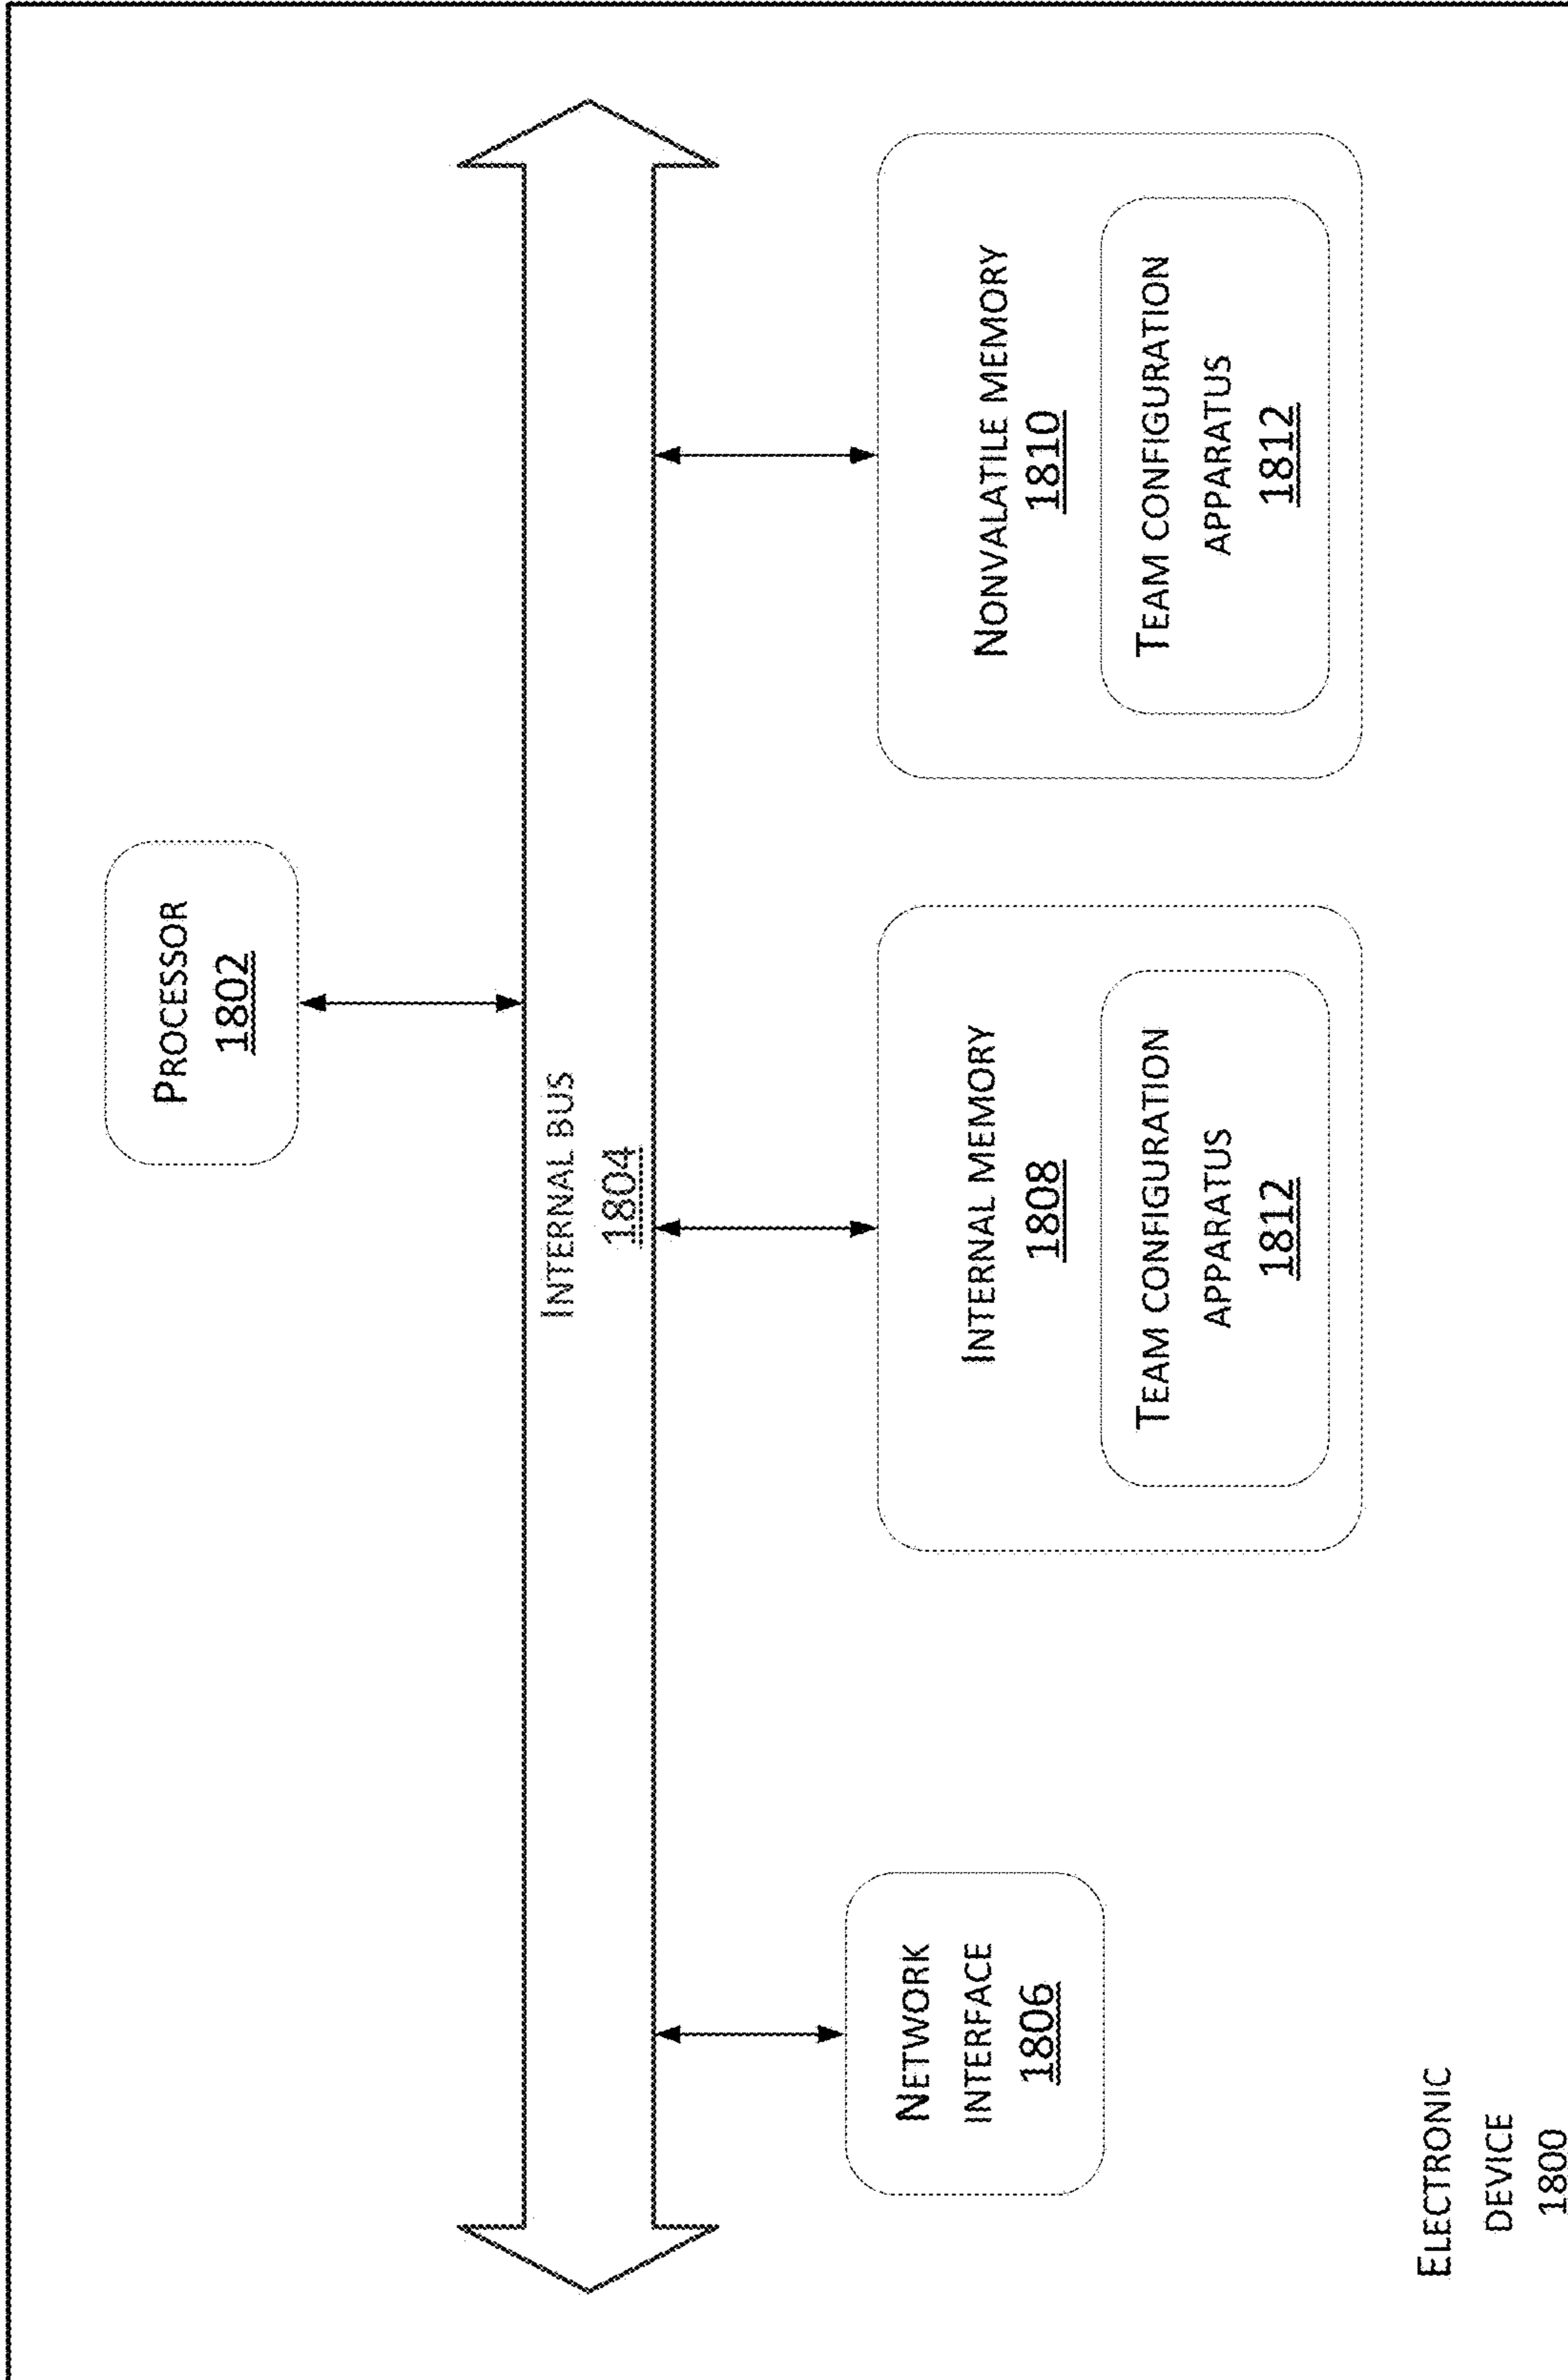 PROCESSOR
1802
INTERNAL BUS
1804
NETWORK
INTERFACE
1806
INTERNAL MEMORY
1808
TEAM CONFIGURATION
APPARATUS
1812
NONVALATILE MEMORY
1810
TEAM CONFIGURATION
APPARATUS
1812
ELECTRONIC
DEVICE
1800